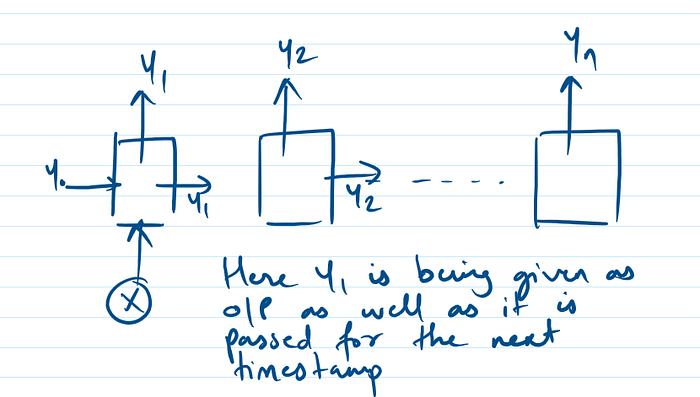 y₁ y₂ yₙ
y₀ y₁ y₂
X
Here y₁ is being given as
o/p as well as it is
passed for the next
timestamp